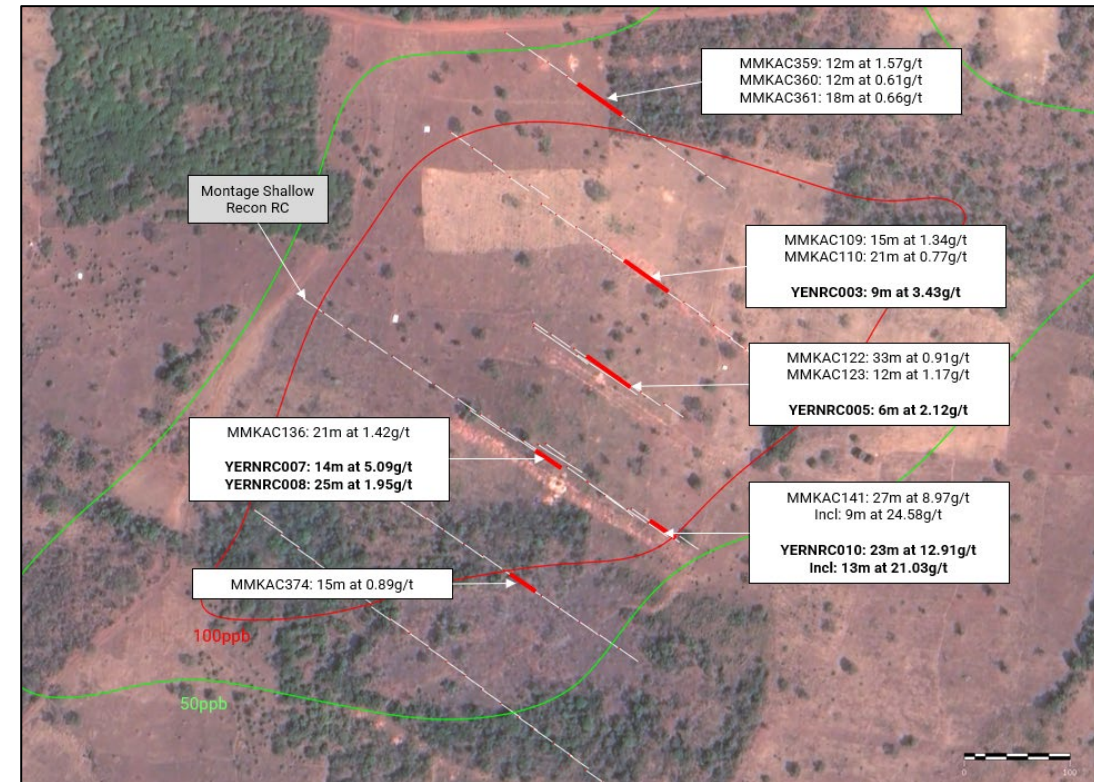 MMKAC359: 12m at 1.57g/t
MMKAC360: 12m at 0.61g/t
MMKAC361: 18m at 0.66g/t
Montage Shallow
Recon RC
MMKAC109: 15m at 1.34g/t
MMKAC110: 21m at 0.77g/t
YENRC003: 9m at 3.43g/t
MMKAC122: 33m at 0.91g/t
MMKAC123: 12m at 1.17g/t
YERNRC005: 6m at 2.12g/t
MMKAC136: 21m at 1.42g/t
YERNRC007: 14m at 5.09g/t
YERNRC008: 25m at 1.95g/t
MMKAC141: 27m at 8.97g/t
Incl: 9m at 24.58g/t
YERNRC010: 23m at 12.91g/t
Incl: 13m at 21.03g/t
MMKAC374: 15m at 0.89g/t
100ppb
50ppb
0 100